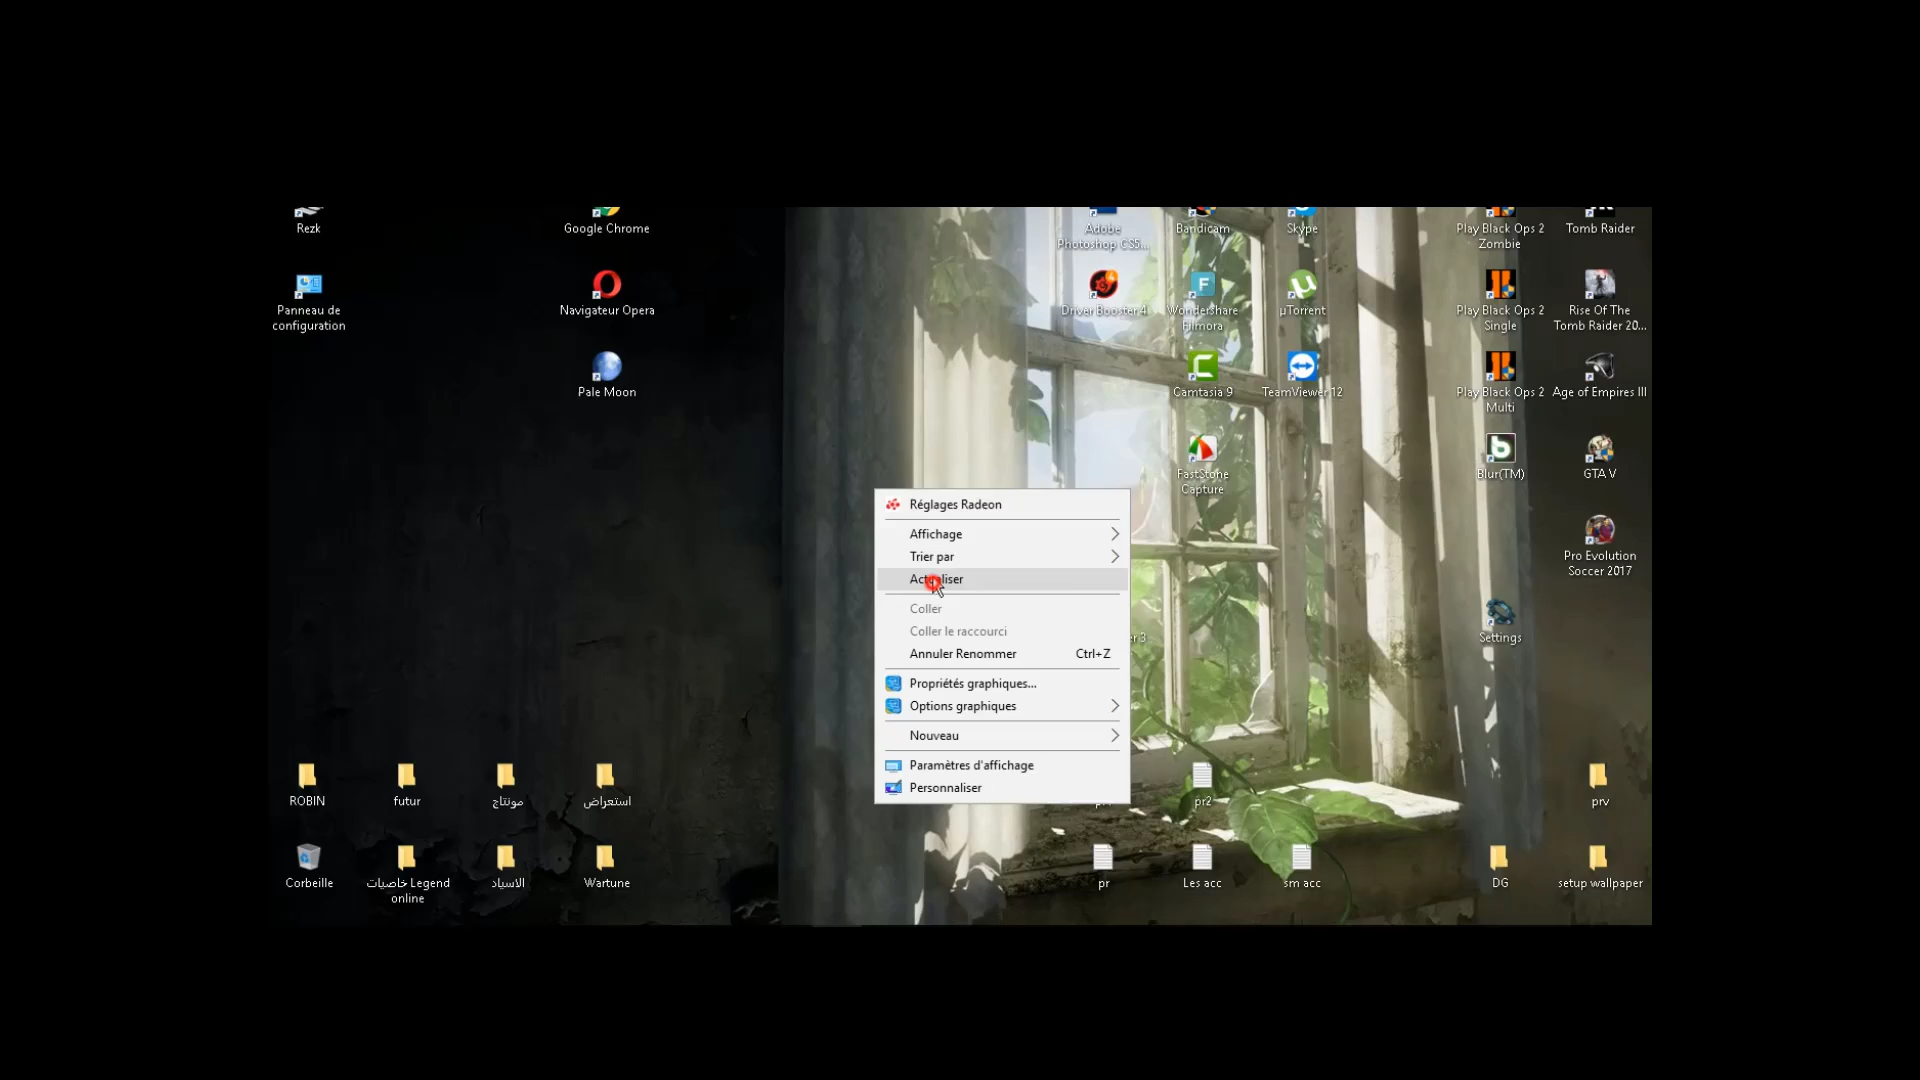 Rezk
Google Chrome
Adobe
Photoshop CS5...
Bandicam
Skype
Play Black Ops 2
Zombie
Tomb Raider
Panneau de
configuration
Navigateur Opera
Driver Booster 4
Wondershare
Filmora
µTorrent
Play Black Ops 2
Single
Rise Of The
Tomb Raider 20...
Pale Moon
Camtasia 9
TeamViewer 12
Play Black Ops 2
Multi
Age of Empires III
FastStone
Capture
Blur(TM)
GTA V
Pro Evolution
Soccer 2017
Settings
Réglages Radeon
Affichage
Trier par
Actualiser
Coller
Coller le raccourci
Annuler Renommer Ctrl+Z
Propriétés graphiques...
Options graphiques
Nouveau
Paramètres d'affichage
Personnaliser
er 3
ROBIN
futur
مونتاج
استعراض
pr2
prv
Corbeille
خاصيات Legend
online
الاسياد
Wartune
pr
Les acc
sm acc
DG
setup wallpaper